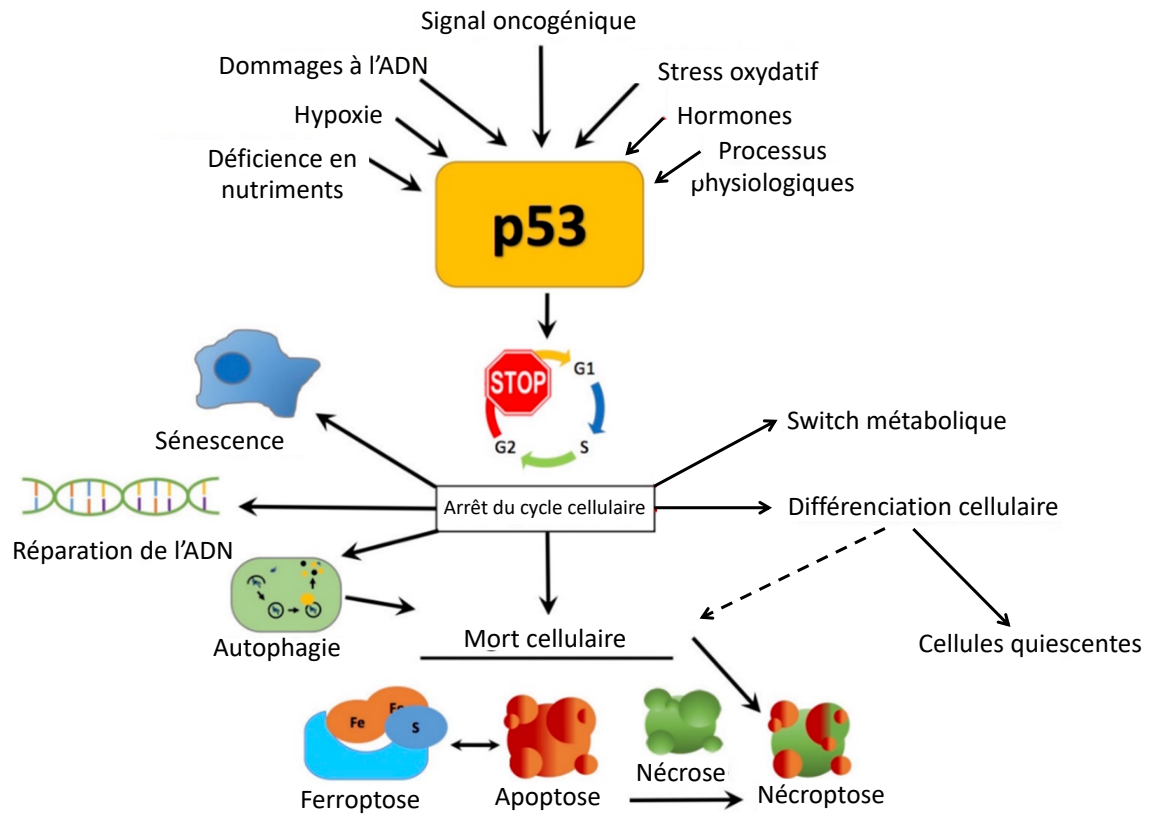 Signal oncogénique
Dommages à l'ADN
Stress oxydatif
Hypoxie
Hormones
Déficience en
nutriments
Processus
physiologiques
p53
STOP
G1
G2
S
Sénescence
Switch métabolique
Arrêt du cycle cellulaire
Différenciation cellulaire
Réparation de l'ADN
Autophagie
Mort cellulaire
Cellules quiescentes
Fe
Fe
S
Ferroptose
Apoptose
Nécrose
Nécroptose